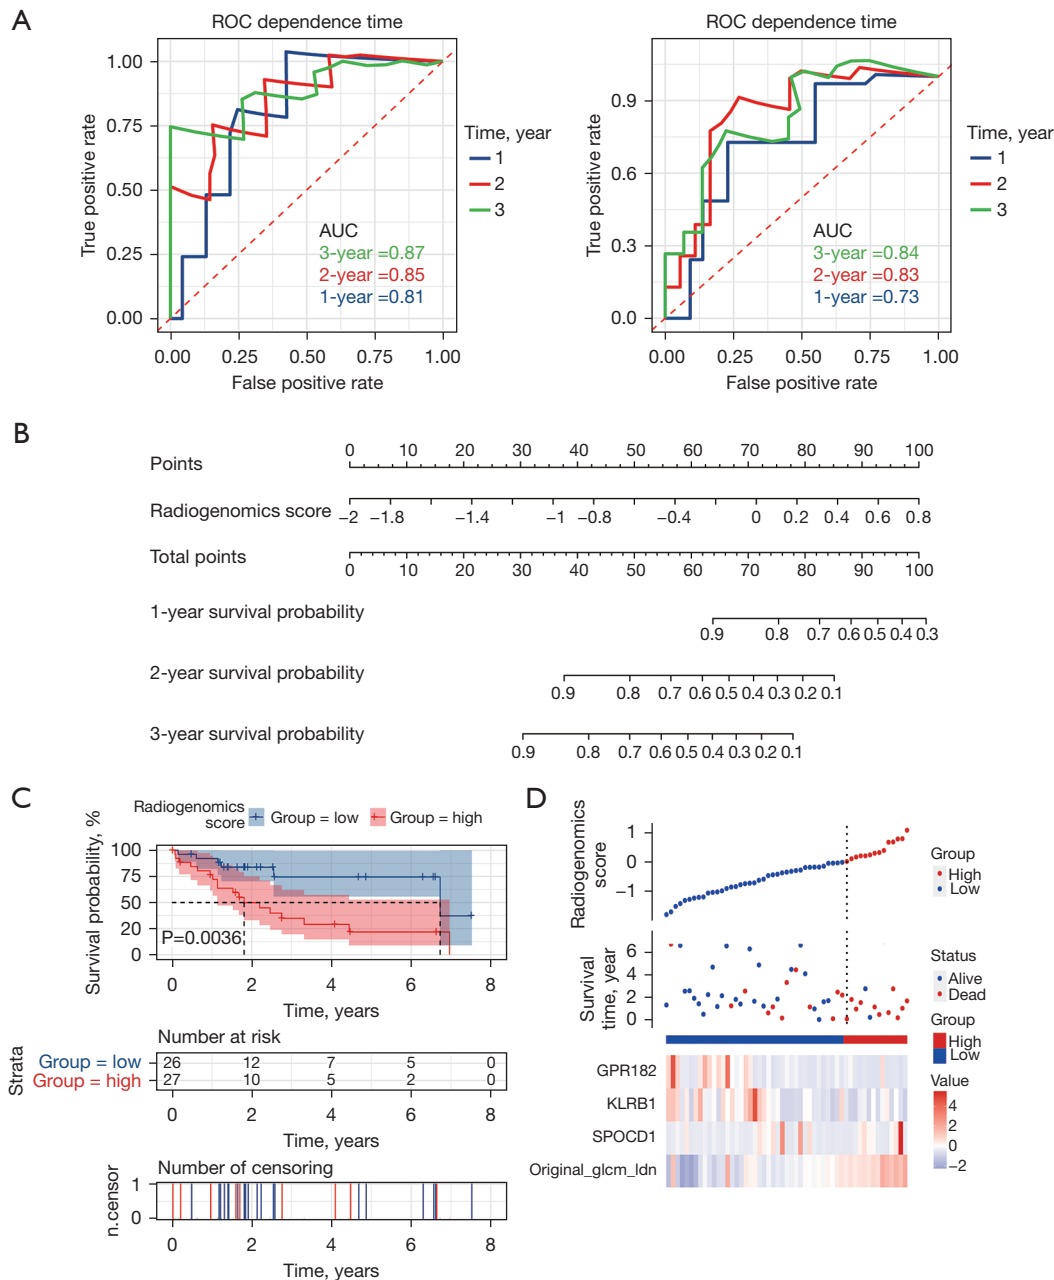 A
ROC dependence time
1.00
0.75
0.50
0.25
0.00
True positive rate
0.00 0.25 0.50 0.75 1.00
False positive rate
Time, year
1
2
3
AUC
3-year =0.87
2-year =0.85
1-year =0.81
ROC dependence time
0.9
0.6
0.3
0.0
True positive rate
0.00 0.25 0.50 0.75 1.00
False positive rate
Time, year
1
2
3
AUC
3-year =0.84
2-year =0.83
1-year =0.73
B
Points
0 10 20 30 40 50 60 70 80 90 100
Radiogenomics score
−2 −1.8 −1.4 −1 −0.8 −0.4 0 0.2 0.4 0.6 0.8
Total points
0 10 20 30 40 50 60 70 80 90 100
1-year survival probability
0.9 0.8 0.7 0.6 0.5 0.4 0.3
2-year survival probability
0.9 0.8 0.7 0.6 0.5 0.4 0.3 0.2 0.1
3-year survival probability
0.9 0.8 0.7 0.6 0.5 0.4 0.3 0.2 0.1
C
Radiogenomics
score
Group = low
Group = high
Survival probability, %
100
75
50
20
0
P=0.0036
0 2 4 6 8
Time, years
Number at risk
Strata
Group = low
26 12 7 5 0
Group = high
27 10 5 2 0
0 2 4 6 8
Time, years
Number of censoring
n.censor
1
0
0 2 4 6 8
Time, years
D
Radiogenomics
score
1
0
−1
Group
High
Low
Survival
time, year
6
4
2
0
Status
Alive
Dead
Group
High
Low
GPR182
KLRB1
SPOCD1
Original_glcm_ldn
Value
4
2
0
−2